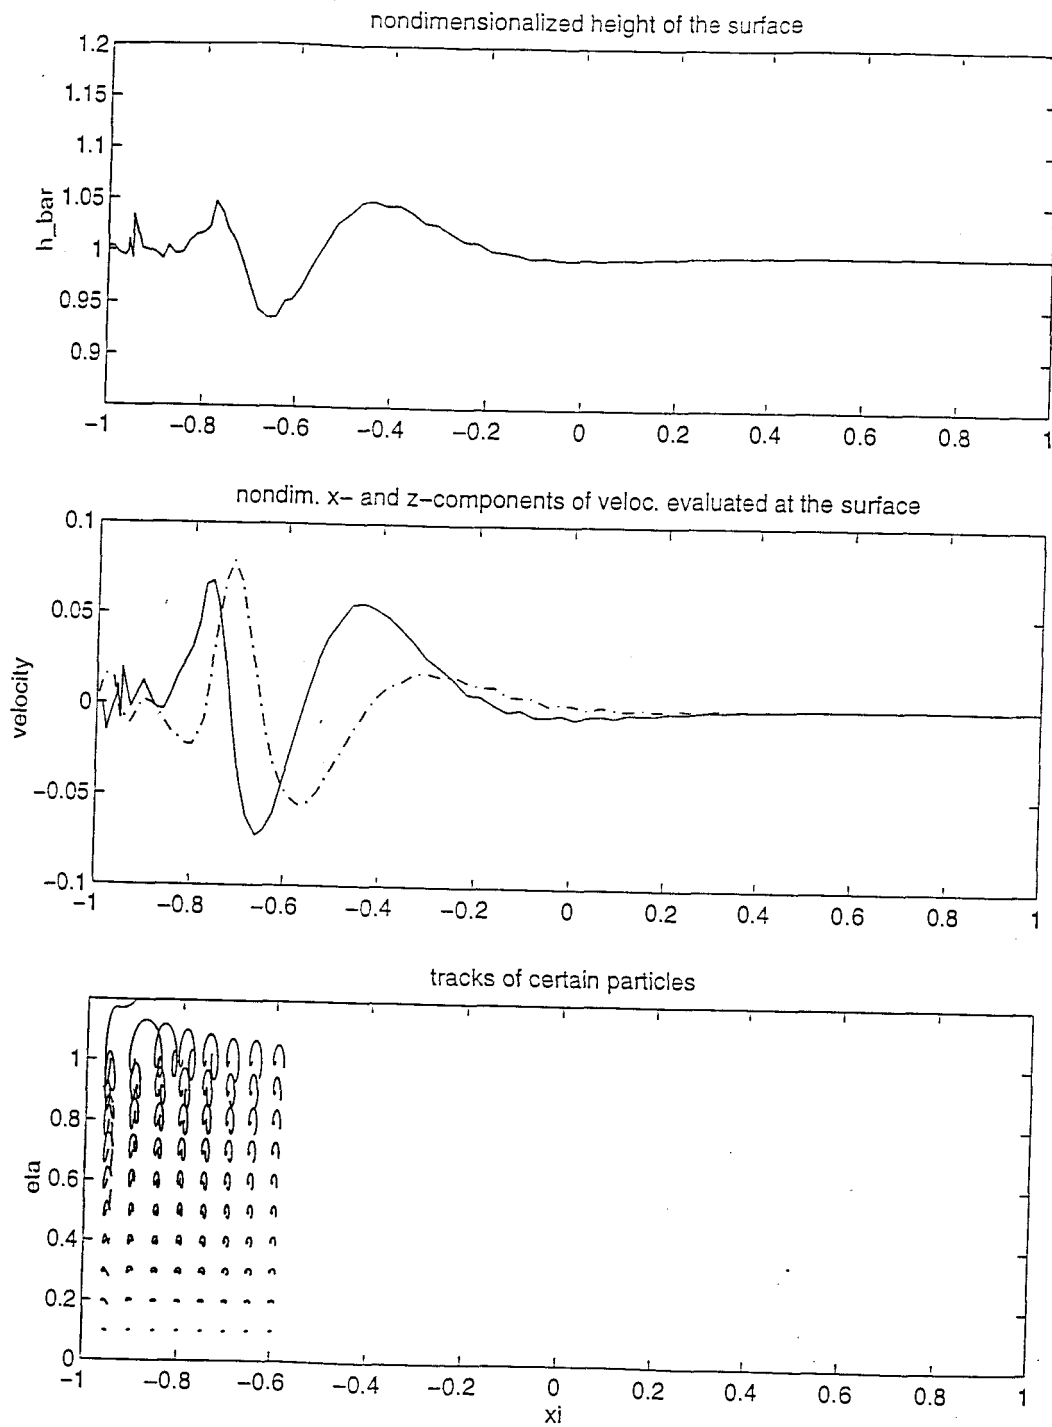 nondimensionalized height of the surface
1.2
1.15
1.1
1.05
1
0.95
0.9
h_bar
-1 -0.8 -0.6 -0.4 -0.2 0 0.2 0.4 0.6 0.8 1
nondim. x- and z-components of veloc. evaluated at the surface
0.1
0.05
0
-0.05
-0.1
velocity
-1 -0.8 -0.6 -0.4 -0.2 0 0.2 0.4 0.6 0.8 1
tracks of certain particles
1
0.8
0.6
0.4
0.2
0
eta
-1 -0.8 -0.6 -0.4 -0.2 0 0.2 0.4 0.6 0.8 1
xi